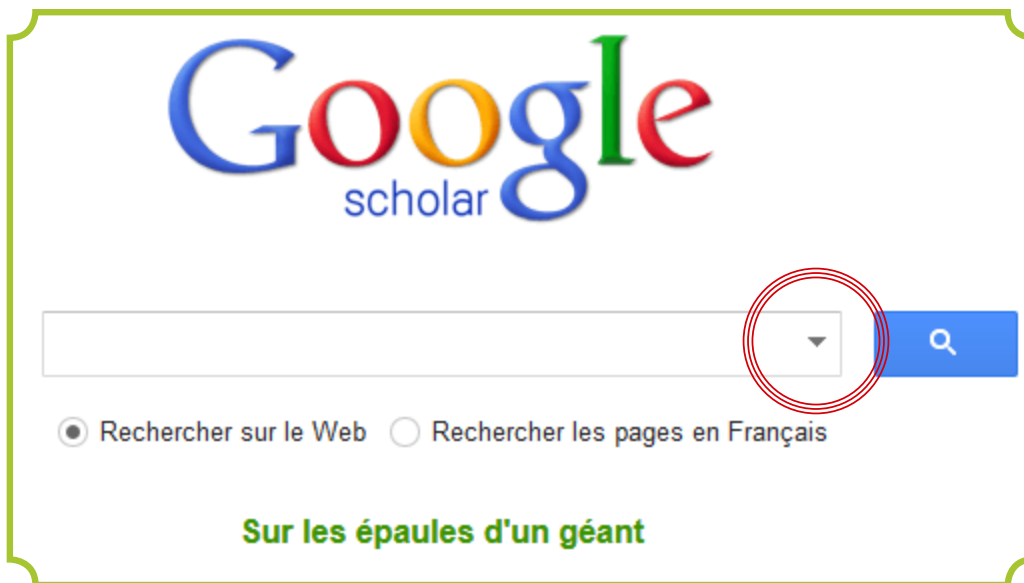 Google
scholar
Rechercher sur le Web Rechercher les pages en Français
Sur les épaules d'un géant